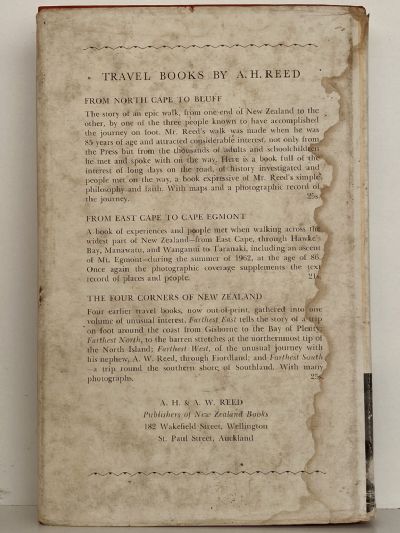 TRAVEL BOOKS BY A. H. REED
FROM NORTH CAPE TO BLUFF
The story of an epic walk, from one end of New Zealand to the
other, by one of the three people known to have accomplished
the journey on foot. Mr. Reed's walk was made when he was
85 years of age and attracted considerable interest, not only from
the Press but from the thousands of adults and schoolchildren
he met and spoke with on the way. Here is a book full of the
interest of long days on the road, of history investigated and
people met on the way, a book expressive of Mr. Reed's simple
philosophy and faith. With maps and a photographic record of
the journey. 25s.
FROM EAST CAPE TO CAPE EGMONT
A book of experiences and people met when walking across the
widest part of New Zealand—from East Cape, through Hawke's
Bay, Manawatu, and Wanganui to Taranaki, including an ascent
of Mt. Egmont—during the summer of 1962, at the age of 86.
Once again the photographic coverage supplements the text
record of places and people. 21s.
THE FOUR CORNERS OF NEW ZEALAND
Four earlier travel books, now out-of-print, gathered into one
volume of unusual interest. Farthest East tells the story of a trip
on foot around the coast from Gisborne to the Bay of Plenty;
Farthest North, to the barren stretches at the northernmost tip of
the North Island; Farthest West, of the unusual journey with
his nephew, A. W. Reed, through Fiordland; and Farthest South
—a trip round the southern shore of Southland. With many
photographs. 25s.
A. H. & A. W. REED
Publishers of New Zealand Books
182 Wakefield Street, Wellington
St. Paul Street, Auckland